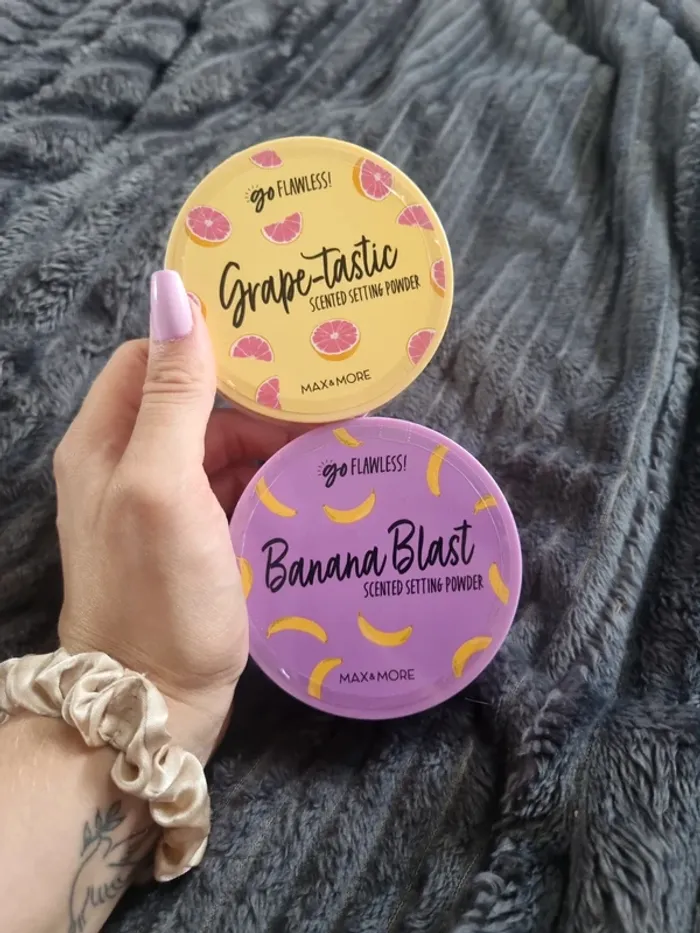 go FLAWLESS!
Grape-tastic
SCENTED SETTING POWDER
MAX & MORE
go FLAWLESS!
Banana Blast
SCENTED SETTING POWDER
MAX & MORE